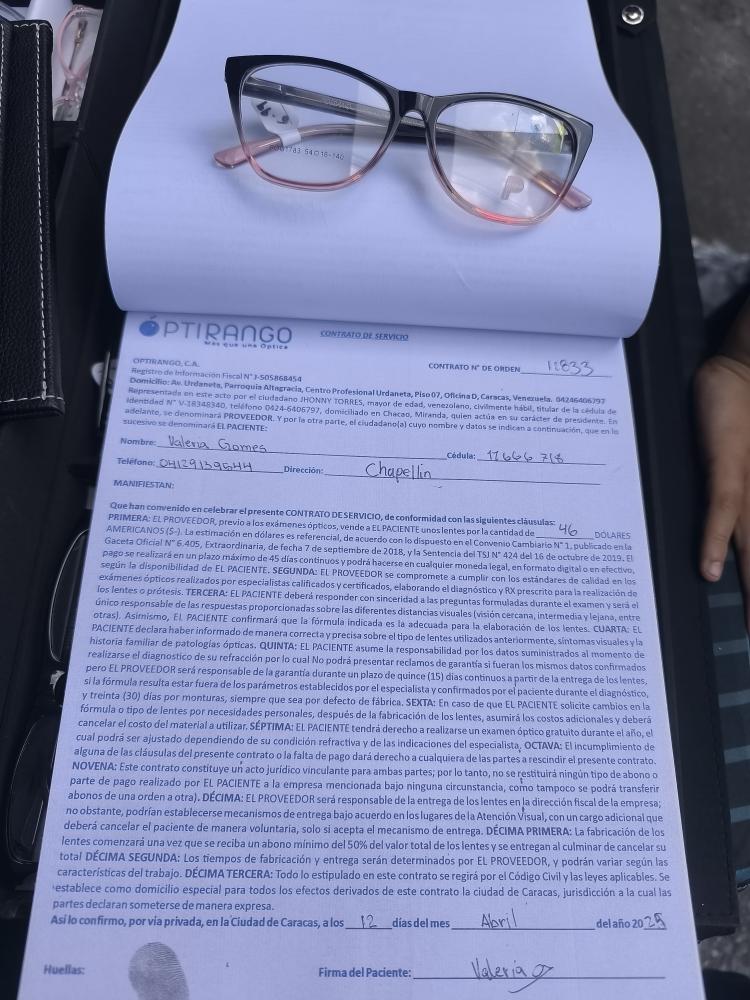 ROO1783 54□18-140
OPTIRANGO
Más que una Óptica
CONTRATO DE SERVICIO
OPTIRANGO, C.A.
CONTRATO N° DE ORDEN 11833
Registro de Información Fiscal N° J-505868454
Domicilio: Av. Urdaneta, Parroquia Altagracia, Centro Profesional Urdaneta, Piso 07, Oficina D, Caracas, Venezuela. 04246406797
Representada en este acto por el ciudadano JHONNY TORRES, mayor de edad, venezolano, civilmente hábil, titular de la cédula de
identidad N° V-18348340, teléfono 0424-6406797, domiciliado en Chacao, Miranda, quien actúa en su carácter de presidente. En
adelante, se denominará PROVEEDOR. Y por la otra parte, el ciudadano(a) cuyo nombre y datos se indican a continuación, que en lo
sucesivo se denominará EL PACIENTE:
Nombre: Valeria Gomes Cédula: 17666718
Teléfono: 04129139544 Dirección: Chapellin
MANIFIESTAN:
Que han convenido en celebrar el presente CONTRATO DE SERVICIO, de conformidad con las siguientes cláusulas:
PRIMERA: EL PROVEEDOR, previo a los exámenes ópticos, vende a EL PACIENTE unos lentes por la cantidad de 46 DÓLARES
AMERICANOS ($-). La estimación en dólares es referencial, de acuerdo con lo dispuesto en el Convenio Cambiario N° 1, publicado en la
Gaceta Oficial N° 6.405, Extraordinaria, de fecha 7 de septiembre de 2018, y la Sentencia del TSJ N° 424 del 16 de octubre de 2019. El
pago se realizará en un plazo máximo de 45 días continuos y podrá hacerse en cualquier moneda legal, en formato digital o en efectivo,
según la disponibilidad de EL PACIENTE. SEGUNDA: EL PROVEEDOR se compromete a cumplir con los estándares de calidad en los
exámenes ópticos realizados por especialistas calificados y certificados, elaborando el diagnóstico y RX prescrito para la realización de
los lentes o prótesis. TERCERA: EL PACIENTE deberá responder con sinceridad a las preguntas formuladas durante el examen y será el
único responsable de las respuestas proporcionadas sobre las diferentes distancias visuales (visión cercana, intermedia y lejana, entre
otras). Asimismo, EL PACIENTE confirmará que la fórmula indicada es la adecuada para la elaboración de los lentes. CUARTA: EL
PACIENTE declara haber informado de manera correcta y precisa sobre el tipo de lentes utilizados anteriormente, síntomas visuales y la
historia familiar de patologías ópticas. QUINTA: EL PACIENTE asume la responsabilidad por los datos suministrados al momento de
realizarse el diagnostico de su refracción por lo cual No podrá presentar reclamos de garantía si fueran los mismos datos confirmados
pero EL PROVEEDOR será responsable de la garantía durante un plazo de quince (15) días continuos a partir de la entrega de los lentes,
si la fórmula resulta estar fuera de los parámetros establecidos por el especialista y confirmados por el paciente durante el diagnóstico,
y treinta (30) días por monturas, siempre que sea por defecto de fábrica. SEXTA: En caso de que EL PACIENTE solicite cambios en la
fórmula o tipo de lentes por necesidades personales, después de la fabricación de los lentes, asumirá los costos adicionales y deberá
cancelar el costo del material a utilizar. SÉPTIMA: EL PACIENTE tendrá derecho a realizarse un examen óptico gratuito durante el año, el
cual podrá ser ajustado dependiendo de su condición refractiva y de las indicaciones del especialista, OCTAVA: El incumplimiento de
alguna de las cláusulas del presente contrato o la falta de pago dará derecho a cualquiera de las partes a rescindir el presente contrato.
NOVENA: Este contrato constituye un acto jurídico vinculante para ambas partes; por lo tanto, no se restituirá ningún tipo de abono o
parte de pago realizado por EL PACIENTE a la empresa mencionada bajo ninguna circunstancia, como tampoco se podrá transferir
abonos de una orden a otra). DÉCIMA: EL PROVEEDOR será responsable de la entrega de los lentes en la dirección fiscal de la empresa;
no obstante, podrían establecerse mecanismos de entrega bajo acuerdo en los lugares de la Atención Visual, con un cargo adicional que
deberá cancelar el paciente de manera voluntaria, solo si acepta el mecanismo de entrega. DÉCIMA PRIMERA: La fabricación de los
lentes comenzará una vez que se reciba un abono mínimo del 50% del valor total de los lentes y se entregan al culminar de cancelar su
total DÉCIMA SEGUNDA: Los tiempos de fabricación y entrega serán determinados por EL PROVEEDOR, y podrán variar según las
características del trabajo. DÉCIMA TERCERA: Todo lo estipulado en este contrato se regirá por el Código Civil y las leyes aplicables. Se
establece como domicilio especial para todos los efectos derivados de este contrato la ciudad de Caracas, jurisdicción a la cual las
partes declaran someterse de manera expresa.
Así lo confirmo, por vía privada, en la Ciudad de Caracas, a los 12 días del mes Abril del año 2025
Huellas: Firma del Paciente: Valeria G